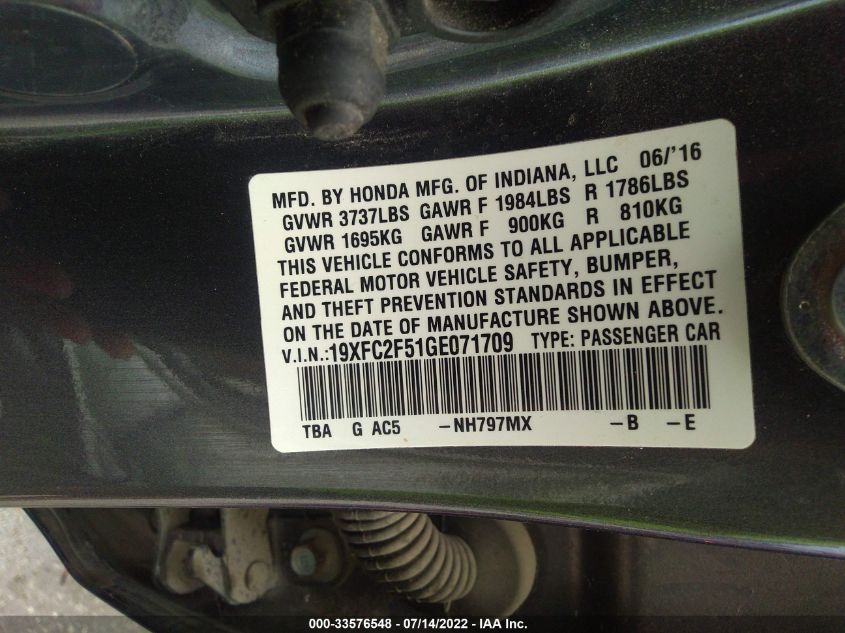 MFD. BY HONDA MFG. OF INDIANA, LLC 06/'16
GVWR 3737LBS GAWR F 1984LBS R 1786LBS
GVWR 1695KG GAWR F 900KG R 810KG
THIS VEHICLE CONFORMS TO ALL APPLICABLE
FEDERAL MOTOR VEHICLE SAFETY, BUMPER,
AND THEFT PREVENTION STANDARDS IN EFFECT
ON THE DATE OF MANUFACTURE SHOWN ABOVE.
V.I.N.:19XFC2F51GE071709 TYPE: PASSENGER CAR
TBA G AC5 -NH797MX -B -E
000-33576548 - 07/14/2022 - IAA Inc.